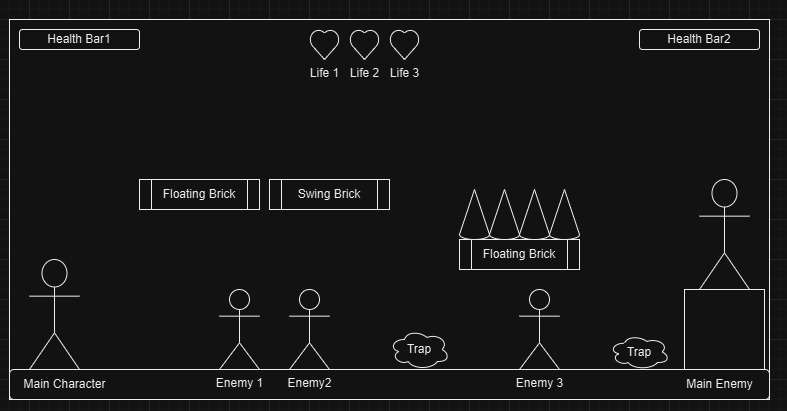 Health Bar1
Health Bar2
Life 1
Life 2
Life 3
Floating Brick
Swing Brick
Floating Brick
Trap
Trap
Main Character
Enemy 1
Enemy2
Enemy 3
Main Enemy